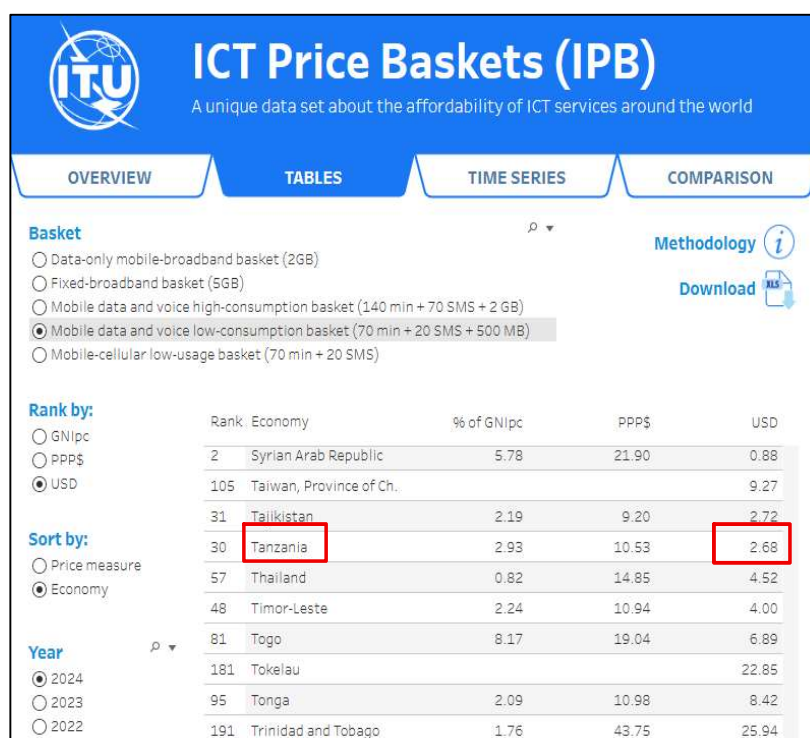 ITU
ICT Price Baskets (IPB)
A unique data set about the affordability of ICT services around the world
OVERVIEW TABLES TIME SERIES COMPARISON
Basket
Data-only mobile-broadband basket (2GB)
Fixed-broadband basket (5GB)
Mobile data and voice high-consumption basket (140 min + 70 SMS + 2 GB)
Mobile data and voice low-consumption basket (70 min + 20 SMS + 500 MB)
Mobile-cellular low-usage basket (70 min + 20 SMS)
Methodology i
Download XLS
Rank by:
GNIpc
PPP$
USD
Sort by:
Price measure
Economy
Year
2024
2023
2022
Rank Economy % of GNIpc PPP$ USD
2 Syrian Arab Republic 5.78 21.90 0.88
105 Taiwan, Province of Ch. 9.27
31 Tajikistan 2.19 9.20 2.72
30 Tanzania 2.93 10.53 2.68
57 Thailand 0.82 14.85 4.52
48 Timor-Leste 2.24 10.94 4.00
81 Togo 8.17 19.04 6.89
181 Tokelau 22.85
95 Tonga 2.09 10.98 8.42
191 Trinidad and Tobago 1.76 43.75 25.94